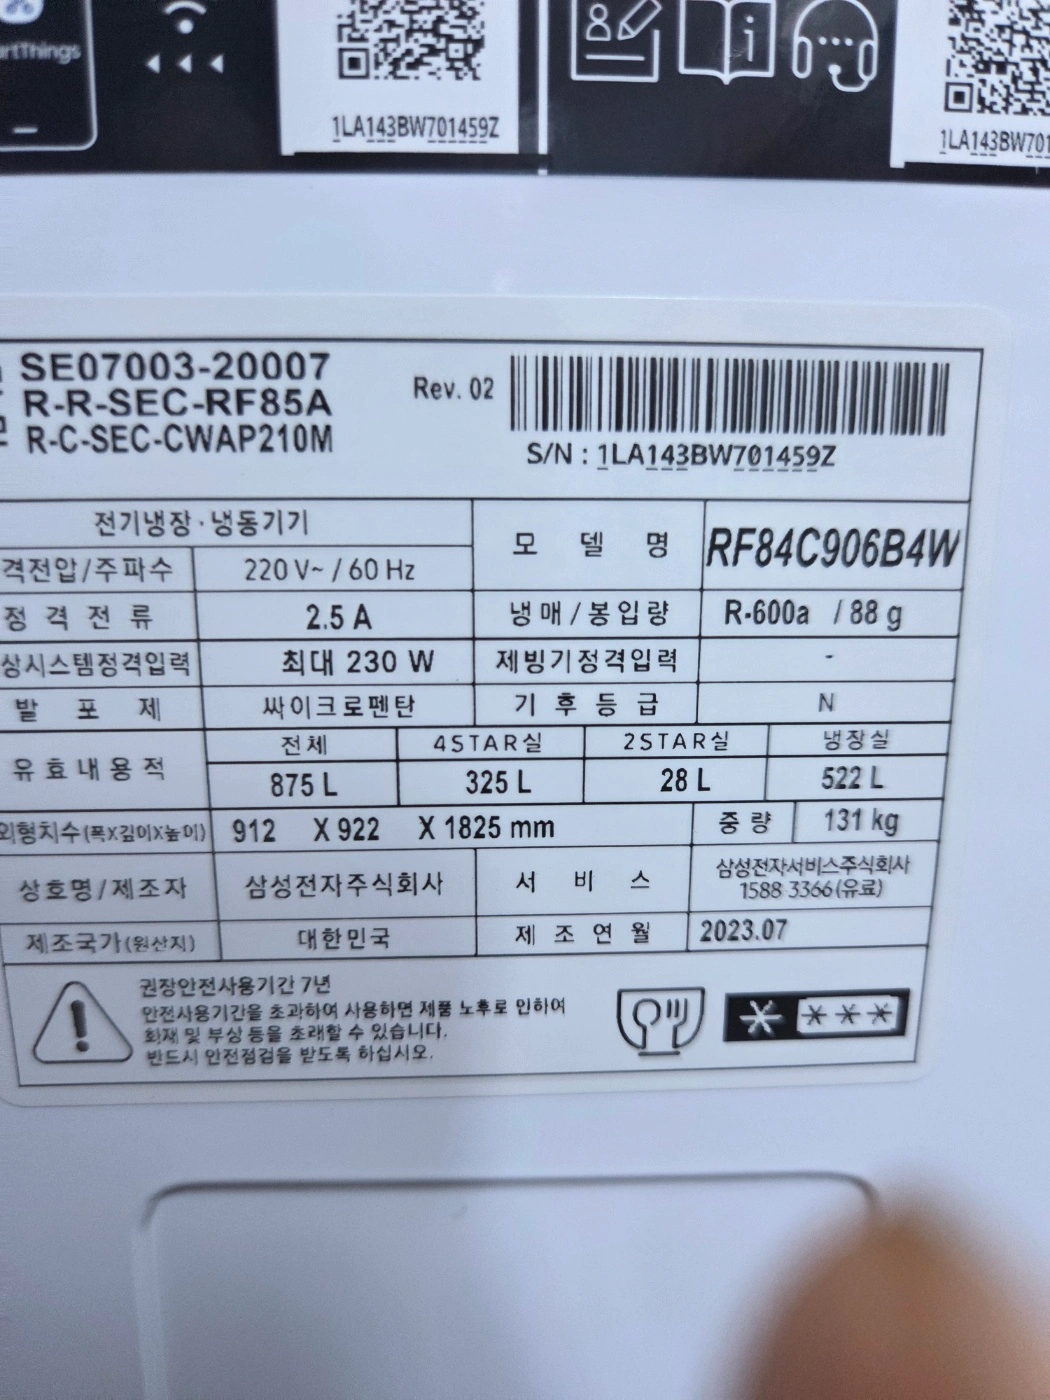 artThings
1LA143BW701459Z
1LA143BW701
SE07003-20007
R-R-SEC-RF85A
R-C-SEC-CWAP210M
Rev. 02
S/N : 1LA143BW701459Z
전기냉장·냉동기기
모 델 명 RF84C906B4W
격전압/주파수 220 V~ / 60 Hz
정 격 전 류 2.5 A 냉매/봉입량 R-600a / 88 g
상시스템정격입력 최대 230 W 제빙기정격입력 -
발 포 제 싸이크로펜탄 기 후 등 급 N
유효내용적 전체 4STAR실 2STAR실 냉장실
875 L 325 L 28 L 522 L
외형치수(폭X깊이X높이) 912 X 922 X 1825 mm 중 량 131 kg
상호명/제조자 삼성전자주식회사 서 비 스 삼성전자서비스주식회사
1588-3366(유료)
제조국가(원산지) 대한민국 제 조 연 월 2023.07
권장안전사용기간 7년
안전사용기간을 초과하여 사용하면 제품 노후로 인하여
화재 및 부상 등을 초래할 수 있습니다.
반드시 안전점검을 받도록 하십시오.